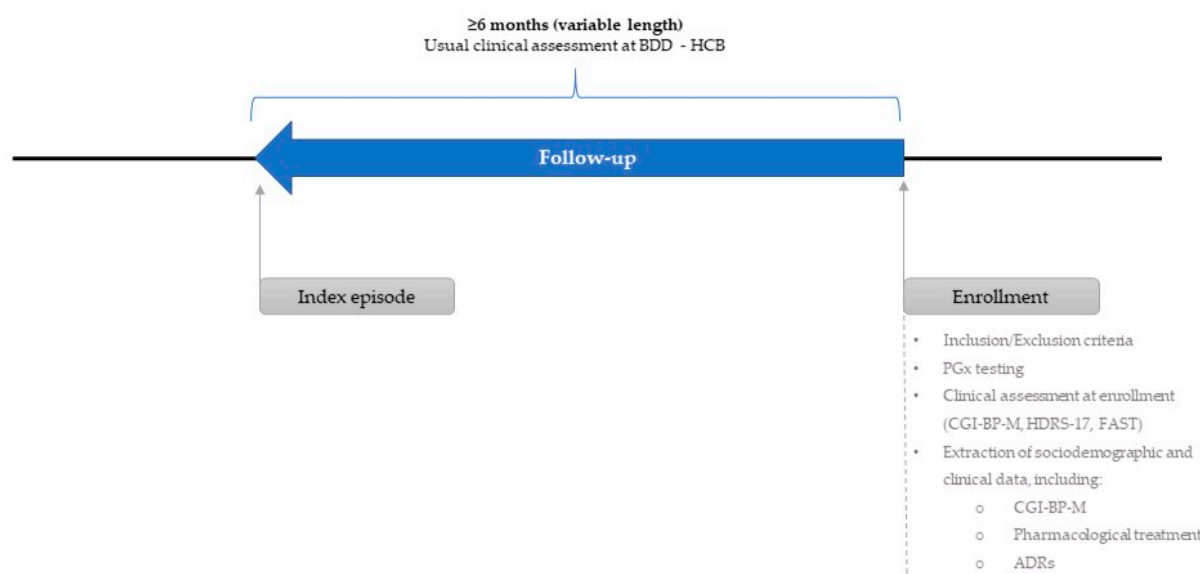 ≥6 months (variable length)
Usual clinical assessment at BDD - HCB
Follow-up
Index episode
Enrollment
• Inclusion/Exclusion criteria
• PGx testing
• Clinical assessment at enrollment
(CGI-BP-M, HDRS-17, FAST)
• Extraction of sociodemographic and
clinical data, including:
o CGI-BP-M
o Pharmacological treatment
o ADRs